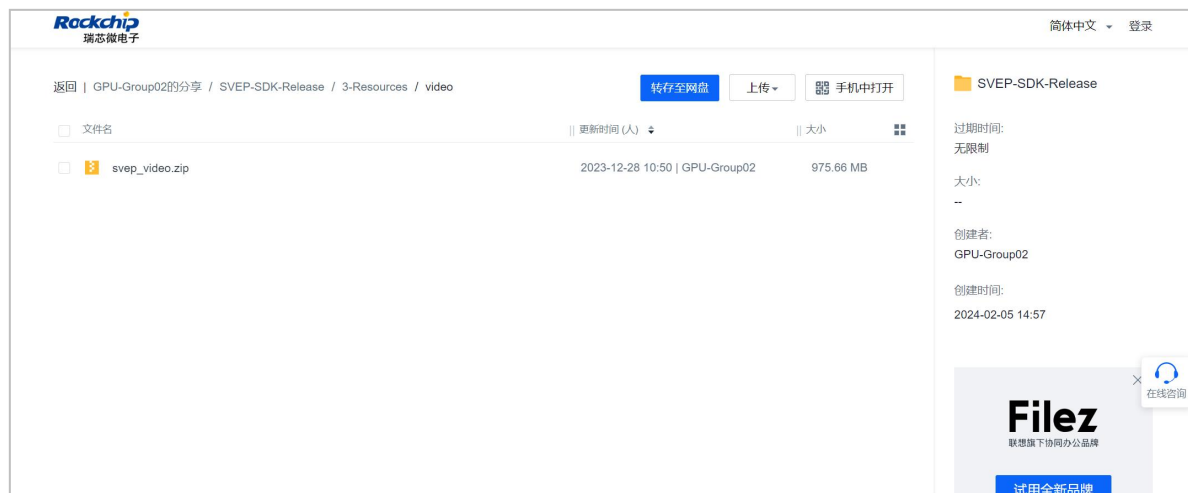 Rockchip
瑞芯微电子
简体中文 登录
返回 | GPU-Group02的分享 / SVEP-SDK-Release / 3-Resources / video
转存至网盘 上传 手机中打开
文件名 更新时间 (人) 大小
svep_video.zip 2023-12-28 10:50 | GPU-Group02 975.66 MB
SVEP-SDK-Release
过期时间:
无限制
大小:
--
创建者:
GPU-Group02
创建时间:
2024-02-05 14:57
在线咨询
Filez
联想旗下协同办公品牌
试用全新品牌